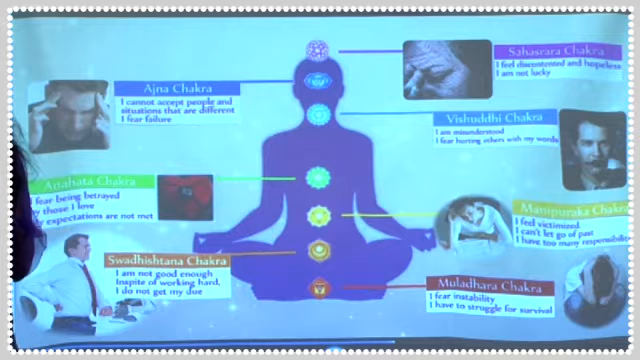 Sahasrara Chakra
I feel discontented and hopeless
I am not lucky
Ajna Chakra
I cannot accept people and
situations that are different
I fear failure
Vishuddhi Chakra
I am misunderstood
I fear hurting others with my words
Anahata Chakra
I fear being betrayed
by those I love
expectations are not met
Manipuraka Chakra
I feel victimized
I can't let go of past
I have too many responsibilit
Swadhishtana Chakra
I am not good enough
Inspite of working hard,
I do not get my due
Muladhara Chakra
I fear instability
I have to struggle for survival